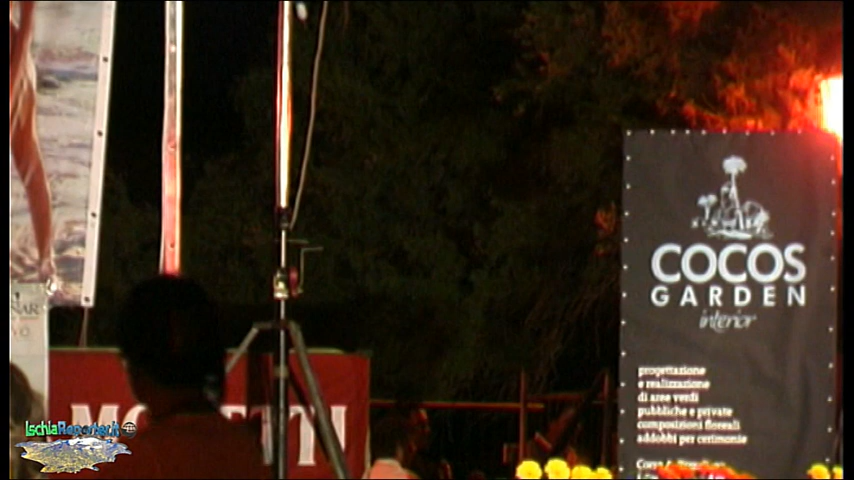 COCOS
GARDEN
interior
progettazione
e realizzazione
di aree verdi
pubbliche e private
composizioni floreali
addobbi per cerimonie
IschiaReporter.it